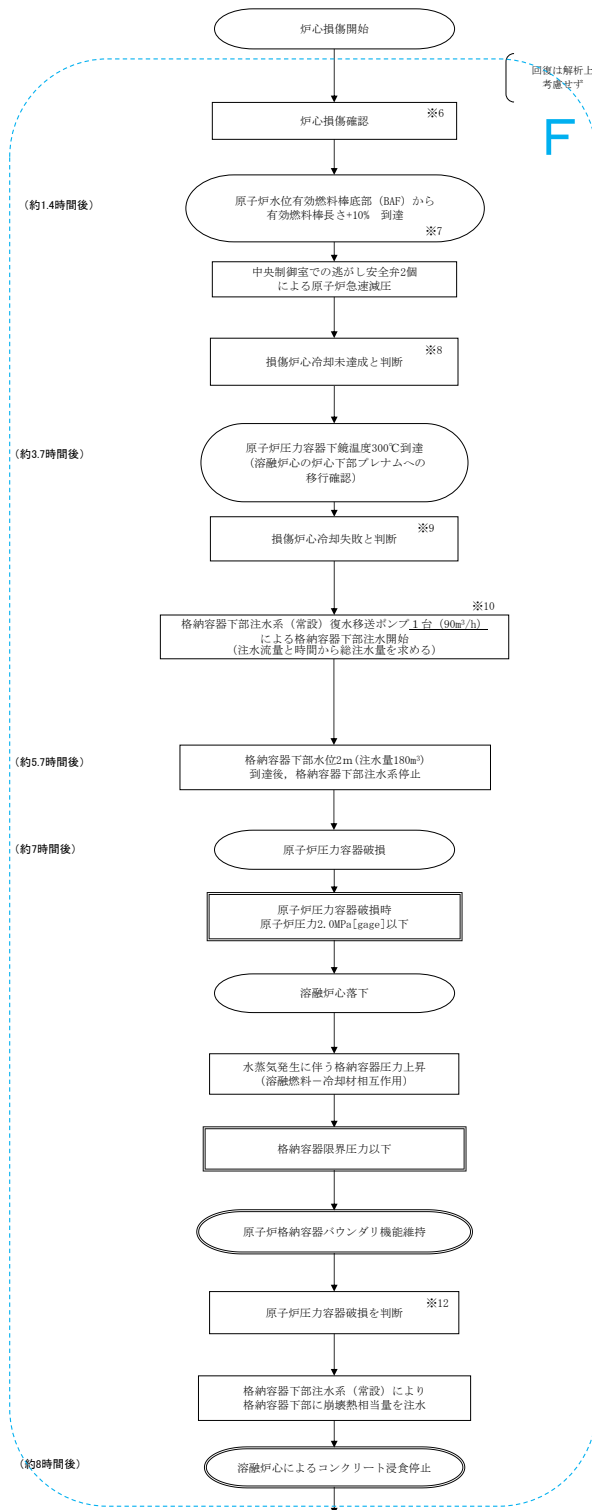 炉心損傷開始
回復は解析上
考慮せず
F
※6
炉心損傷確認
(約1.4時間後)
原子炉水位有効燃料棒底部（BAF）から
有効燃料棒長さ+10%　到達
※7
中央制御室での逃がし安全弁2個
による原子炉急速減圧
※8
損傷炉心冷却未達成と判断
(約3.7時間後)
原子炉圧力容器下鏡温度300℃到達
(溶融炉心の炉心下部プレナムへの
移行確認)
※9
損傷炉心冷却失敗と判断
※10
格納容器下部注水系（常設）復水移送ポンプ１台（90m³/h）
による格納容器下部注水開始
(注水流量と時間から総注水量を求める)
(約5.7時間後)
格納容器下部水位2m(注水量180m³)
到達後，格納容器下部注水系停止
(約7時間後)
原子炉圧力容器破損
原子炉圧力容器破損時
原子炉圧力2.0MPa[gage]以下
溶融炉心落下
水蒸気発生に伴う格納容器圧力上昇
(溶融燃料－冷却材相互作用)
格納容器限界圧力以下
原子炉格納容器バウンダリ機能維持
※12
原子炉圧力容器破損を判断
格納容器下部注水系（常設）により
格納容器下部に崩壊熱相当量を注水
(約8時間後)
溶融炉心によるコンクリート浸食停止